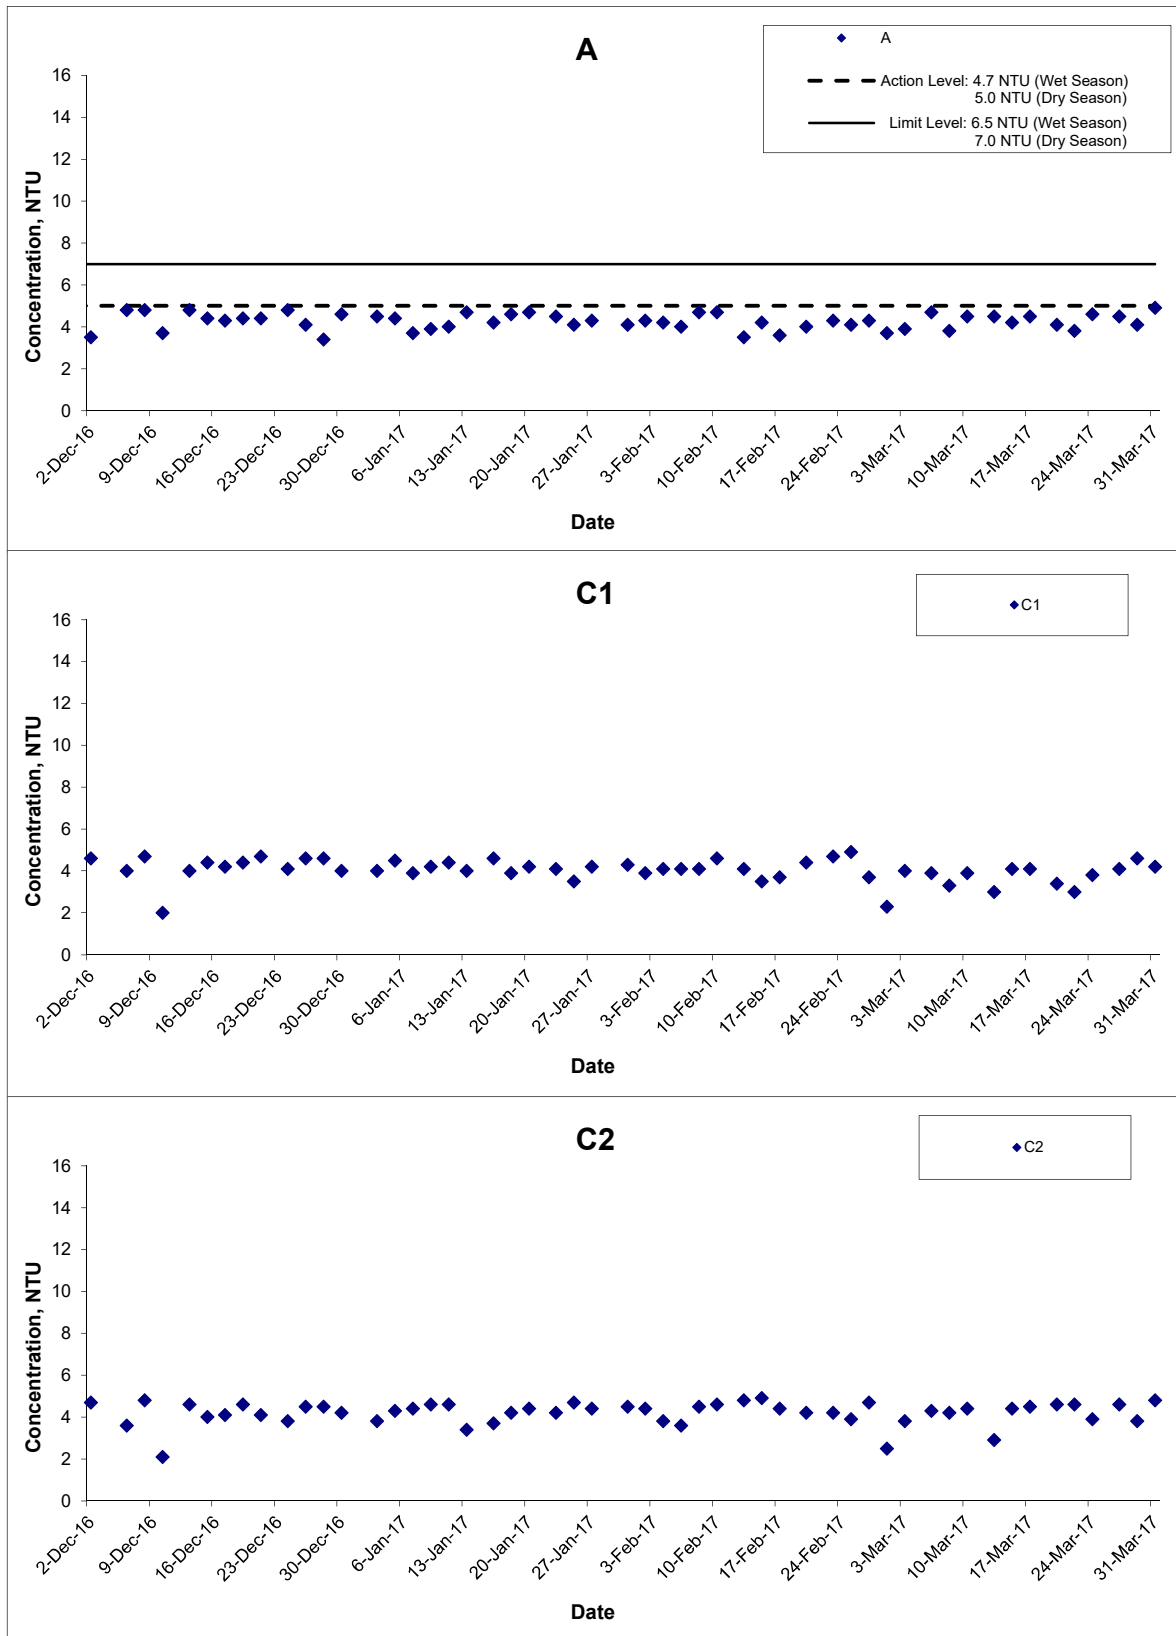 A
A
Action Level: 4.7 NTU (Wet Season)
5.0 NTU (Dry Season)
Limit Level: 6.5 NTU (Wet Season)
7.0 NTU (Dry Season)
Concentration, NTU
16
14
12
10
8
6
4
2
0
2-Dec-16
9-Dec-16
16-Dec-16
23-Dec-16
30-Dec-16
6-Jan-17
13-Jan-17
20-Jan-17
27-Jan-17
3-Feb-17
10-Feb-17
17-Feb-17
24-Feb-17
3-Mar-17
10-Mar-17
17-Mar-17
24-Mar-17
31-Mar-17
Date
C1
C1
Concentration, NTU
16
14
12
10
8
6
4
2
0
2-Dec-16
9-Dec-16
16-Dec-16
23-Dec-16
30-Dec-16
6-Jan-17
13-Jan-17
20-Jan-17
27-Jan-17
3-Feb-17
10-Feb-17
17-Feb-17
24-Feb-17
3-Mar-17
10-Mar-17
17-Mar-17
24-Mar-17
31-Mar-17
Date
C2
C2
Concentration, NTU
16
14
12
10
8
6
4
2
0
2-Dec-16
9-Dec-16
16-Dec-16
23-Dec-16
30-Dec-16
6-Jan-17
13-Jan-17
20-Jan-17
27-Jan-17
3-Feb-17
10-Feb-17
17-Feb-17
24-Feb-17
3-Mar-17
10-Mar-17
17-Mar-17
24-Mar-17
31-Mar-17
Date